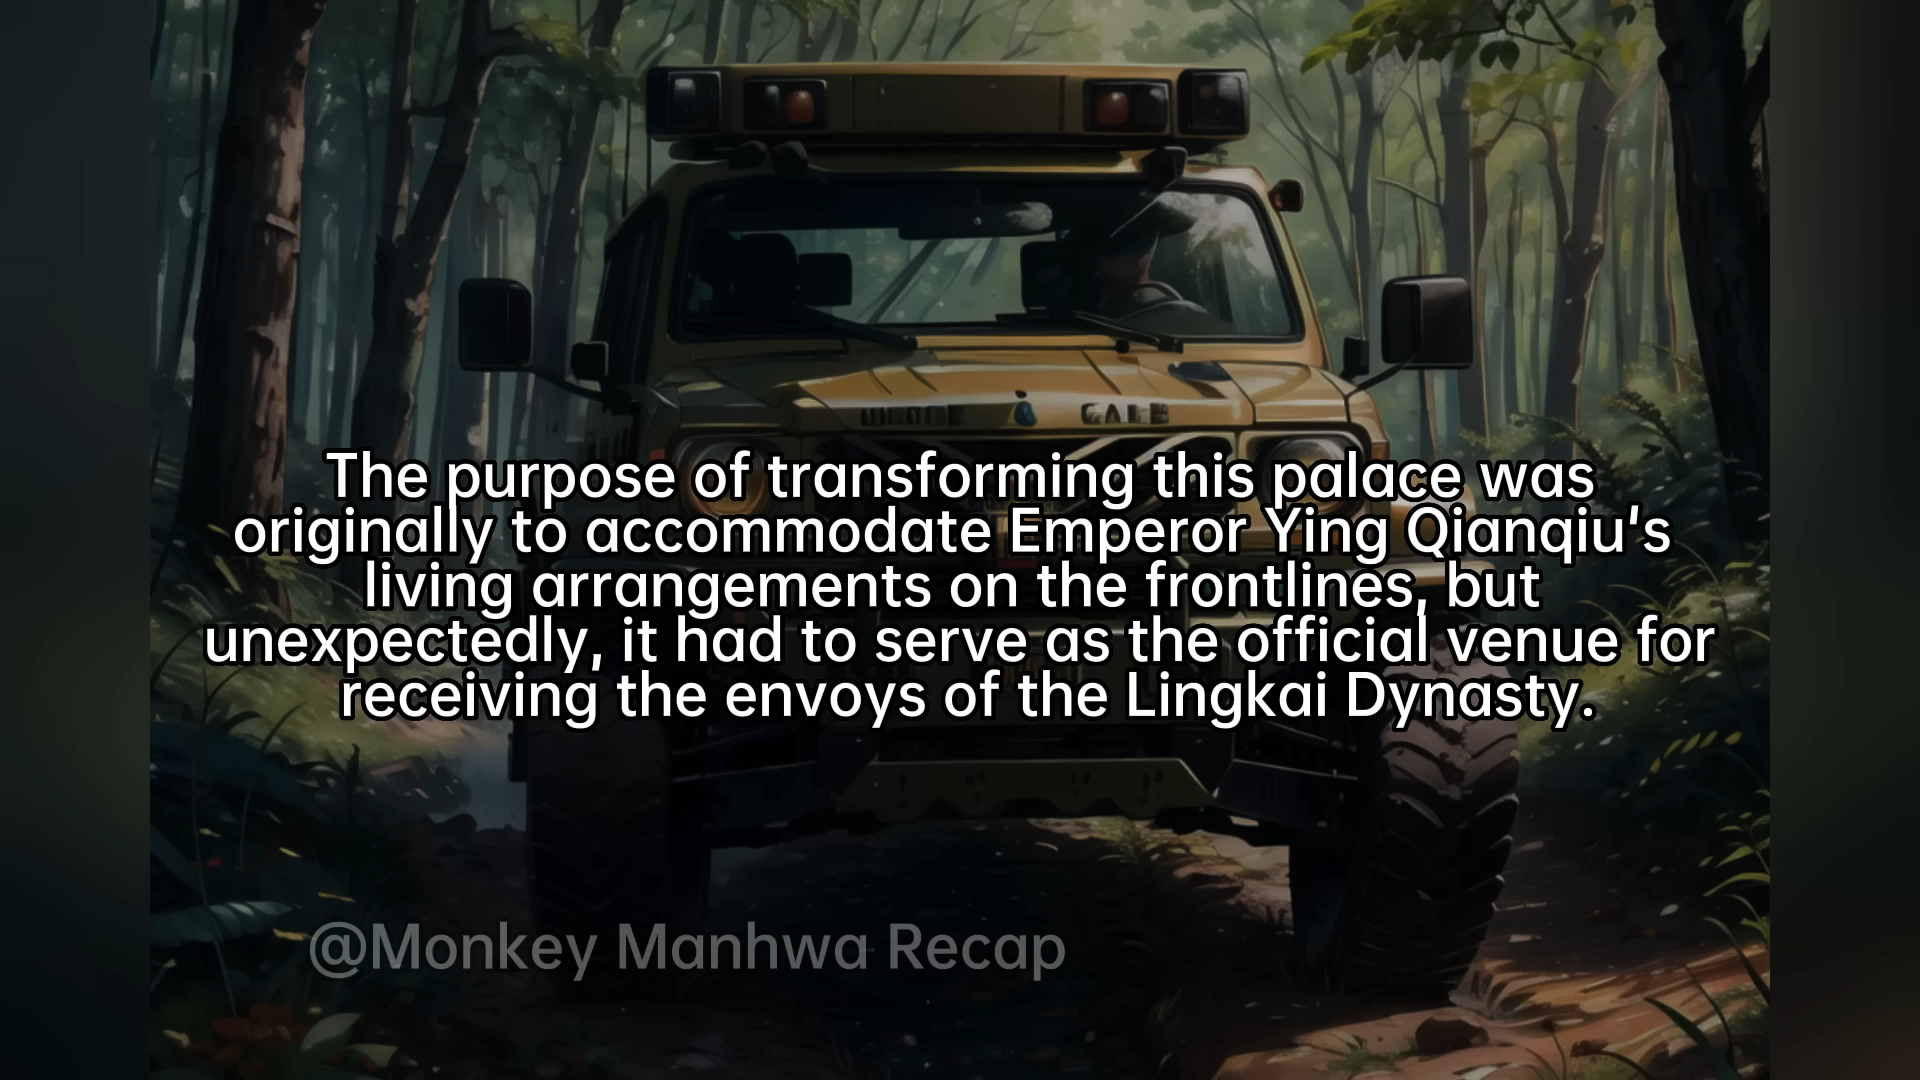 The purpose of transforming this palace was
originally to accommodate Emperor Ying Qianqiu's
living arrangements on the frontlines, but
unexpectedly, it had to serve as the official venue for
receiving the envoys of the Lingkai Dynasty.
@Monkey Manhwa Recap